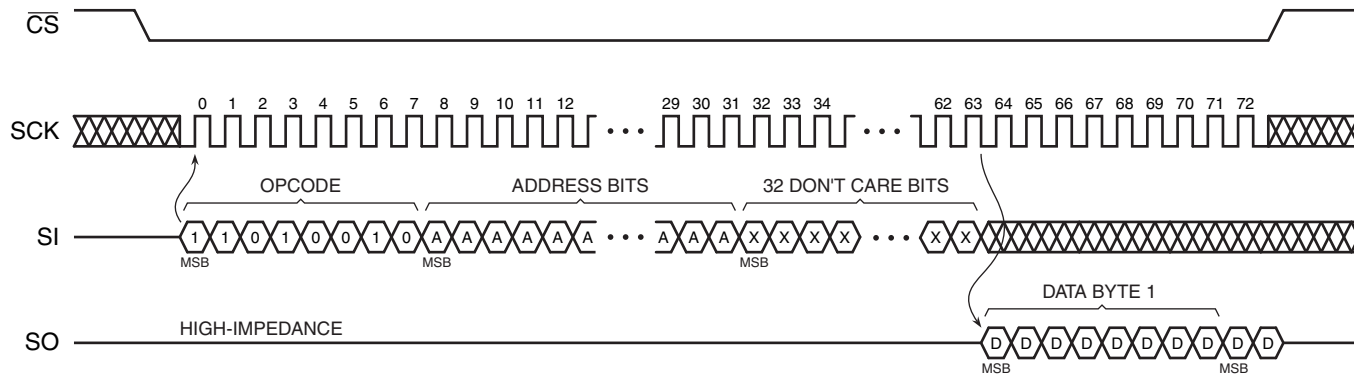 CS
0 1 2 3 4 5 6 7 8 9 10 11 12 29 30 31 32 33 34 62 63 64 65 66 67 68 69 70 71 72
SCK
OPCODE ADDRESS BITS 32 DON'T CARE BITS
SI 1 1 0 1 0 0 1 0 A A A A A A A A A X X X X X X
MSB MSB MSB
DATA BYTE 1
HIGH-IMPEDANCE
SO D D D D D D D D D D
MSB MSB